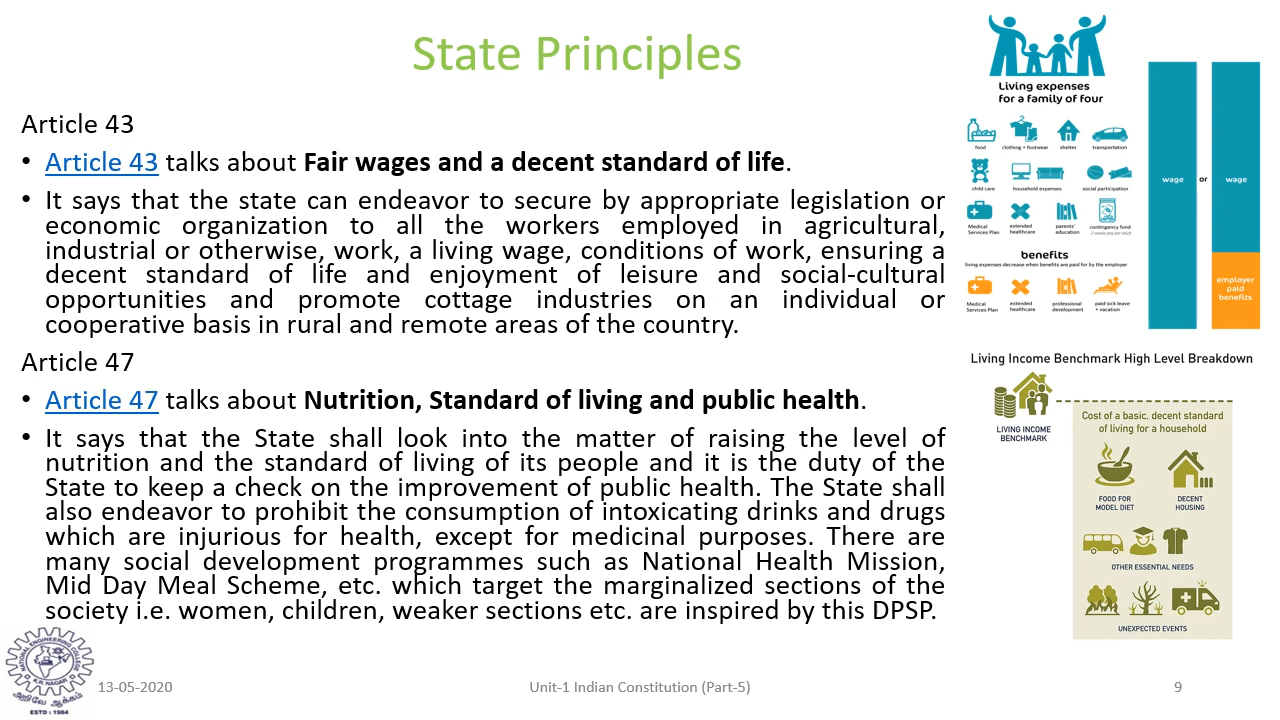 State Principles
Article 43
• Article 43 talks about Fair wages and a decent standard of life.
• It says that the state can endeavor to secure by appropriate legislation or
economic organization to all the workers employed in agricultural,
industrial or otherwise, work, a living wage, conditions of work, ensuring a
decent standard of life and enjoyment of leisure and social-cultural
opportunities and promote cottage industries on an individual or
cooperative basis in rural and remote areas of the country.
Article 47
• Article 47 talks about Nutrition, Standard of living and public health.
• It says that the State shall look into the matter of raising the level of
nutrition and the standard of living of its people and it is the duty of the
State to keep a check on the improvement of public health. The State shall
also endeavor to prohibit the consumption of intoxicating drinks and drugs
which are injurious for health, except for medicinal purposes. There are
many social development programmes such as National Health Mission,
Mid Day Meal Scheme, etc. which target the marginalized sections of the
society i.e. women, children, weaker sections etc. are inspired by this DPSP.
Living expenses
for a family of four
food
clothing + footwear
shelter
transportation
child care
household expenses
social participation
Medical
Services Plan
extended
healthcare
parents'
education
contingency fund
2 weeks pay per adult
benefits
living expenses decrease when benefits are paid for by the employer
Medical
Services Plan
extended
healthcare
professional
development
paid sick leave
+ vacation
wage
or
wage
employer
paid
benefits
Living Income Benchmark High Level Breakdown
LIVING INCOME
BENCHMARK
Cost of a basic, decent standard
of living for a household
FOOD FOR
MODEL DIET
DECENT
HOUSING
OTHER ESSENTIAL NEEDS
UNEXPECTED EVENTS
NATIONAL ENGINEERING COLLEGE
K.R. NAGAR
ESTD : 1984
13-05-2020
Unit-1 Indian Constitution (Part-5)
9